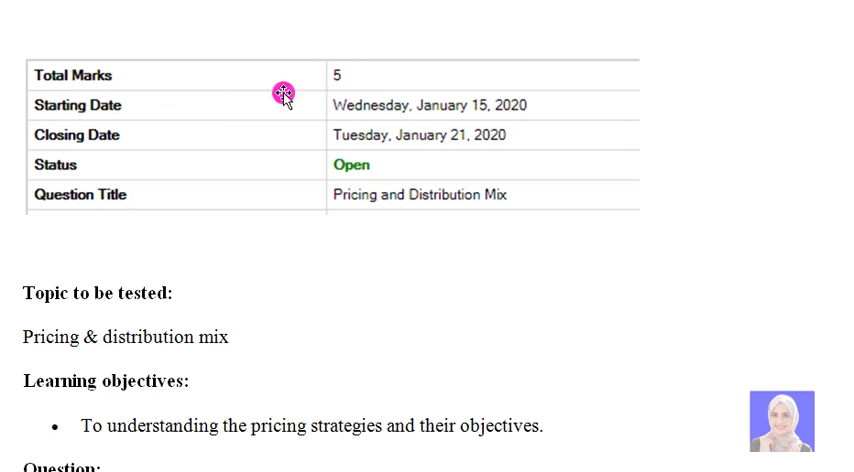 Total Marks 5
Starting Date Wednesday, January 15, 2020
Closing Date Tuesday, January 21, 2020
Status Open
Question Title Pricing and Distribution Mix
Topic to be tested:
Pricing & distribution mix
Learning objectives:
• To understanding the pricing strategies and their objectives.
Question: